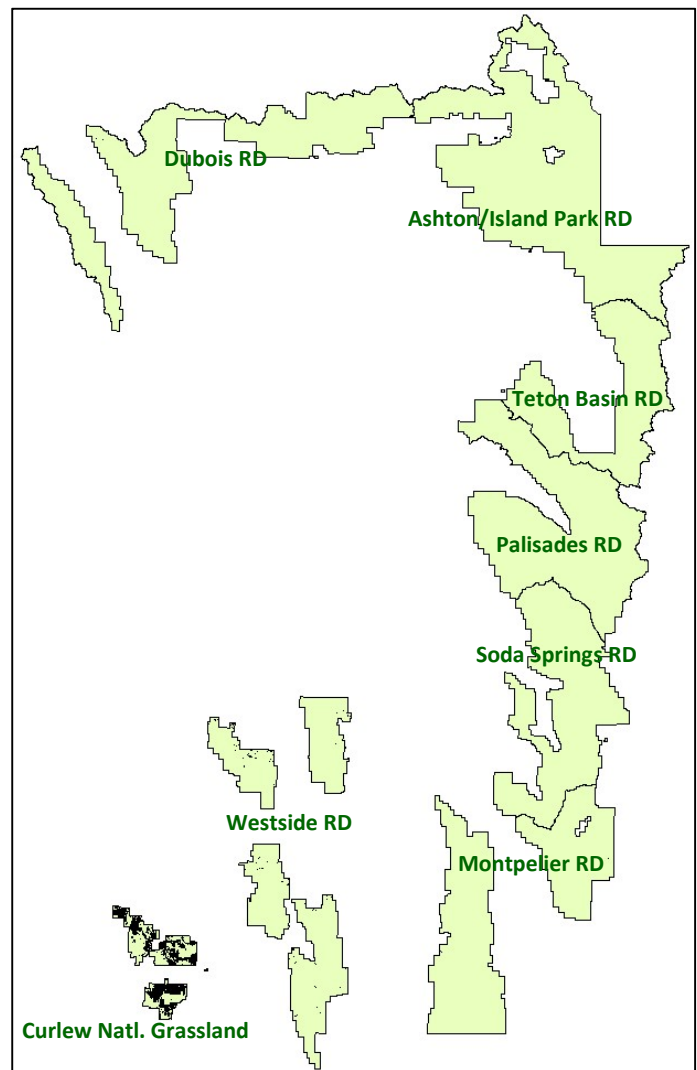 Dubois RD
Ashton/Island Park RD
Teton Basin RD
Palisades RD
Soda Springs RD
Westside RD
Montpelier RD
Curlew Natl. Grassland